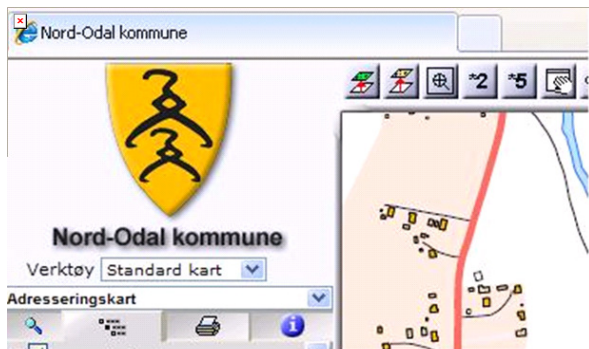 Nord-Odal kommune
*2 *5
Nord-Odal kommune
Verktøy Standard kart
Adresseringskart